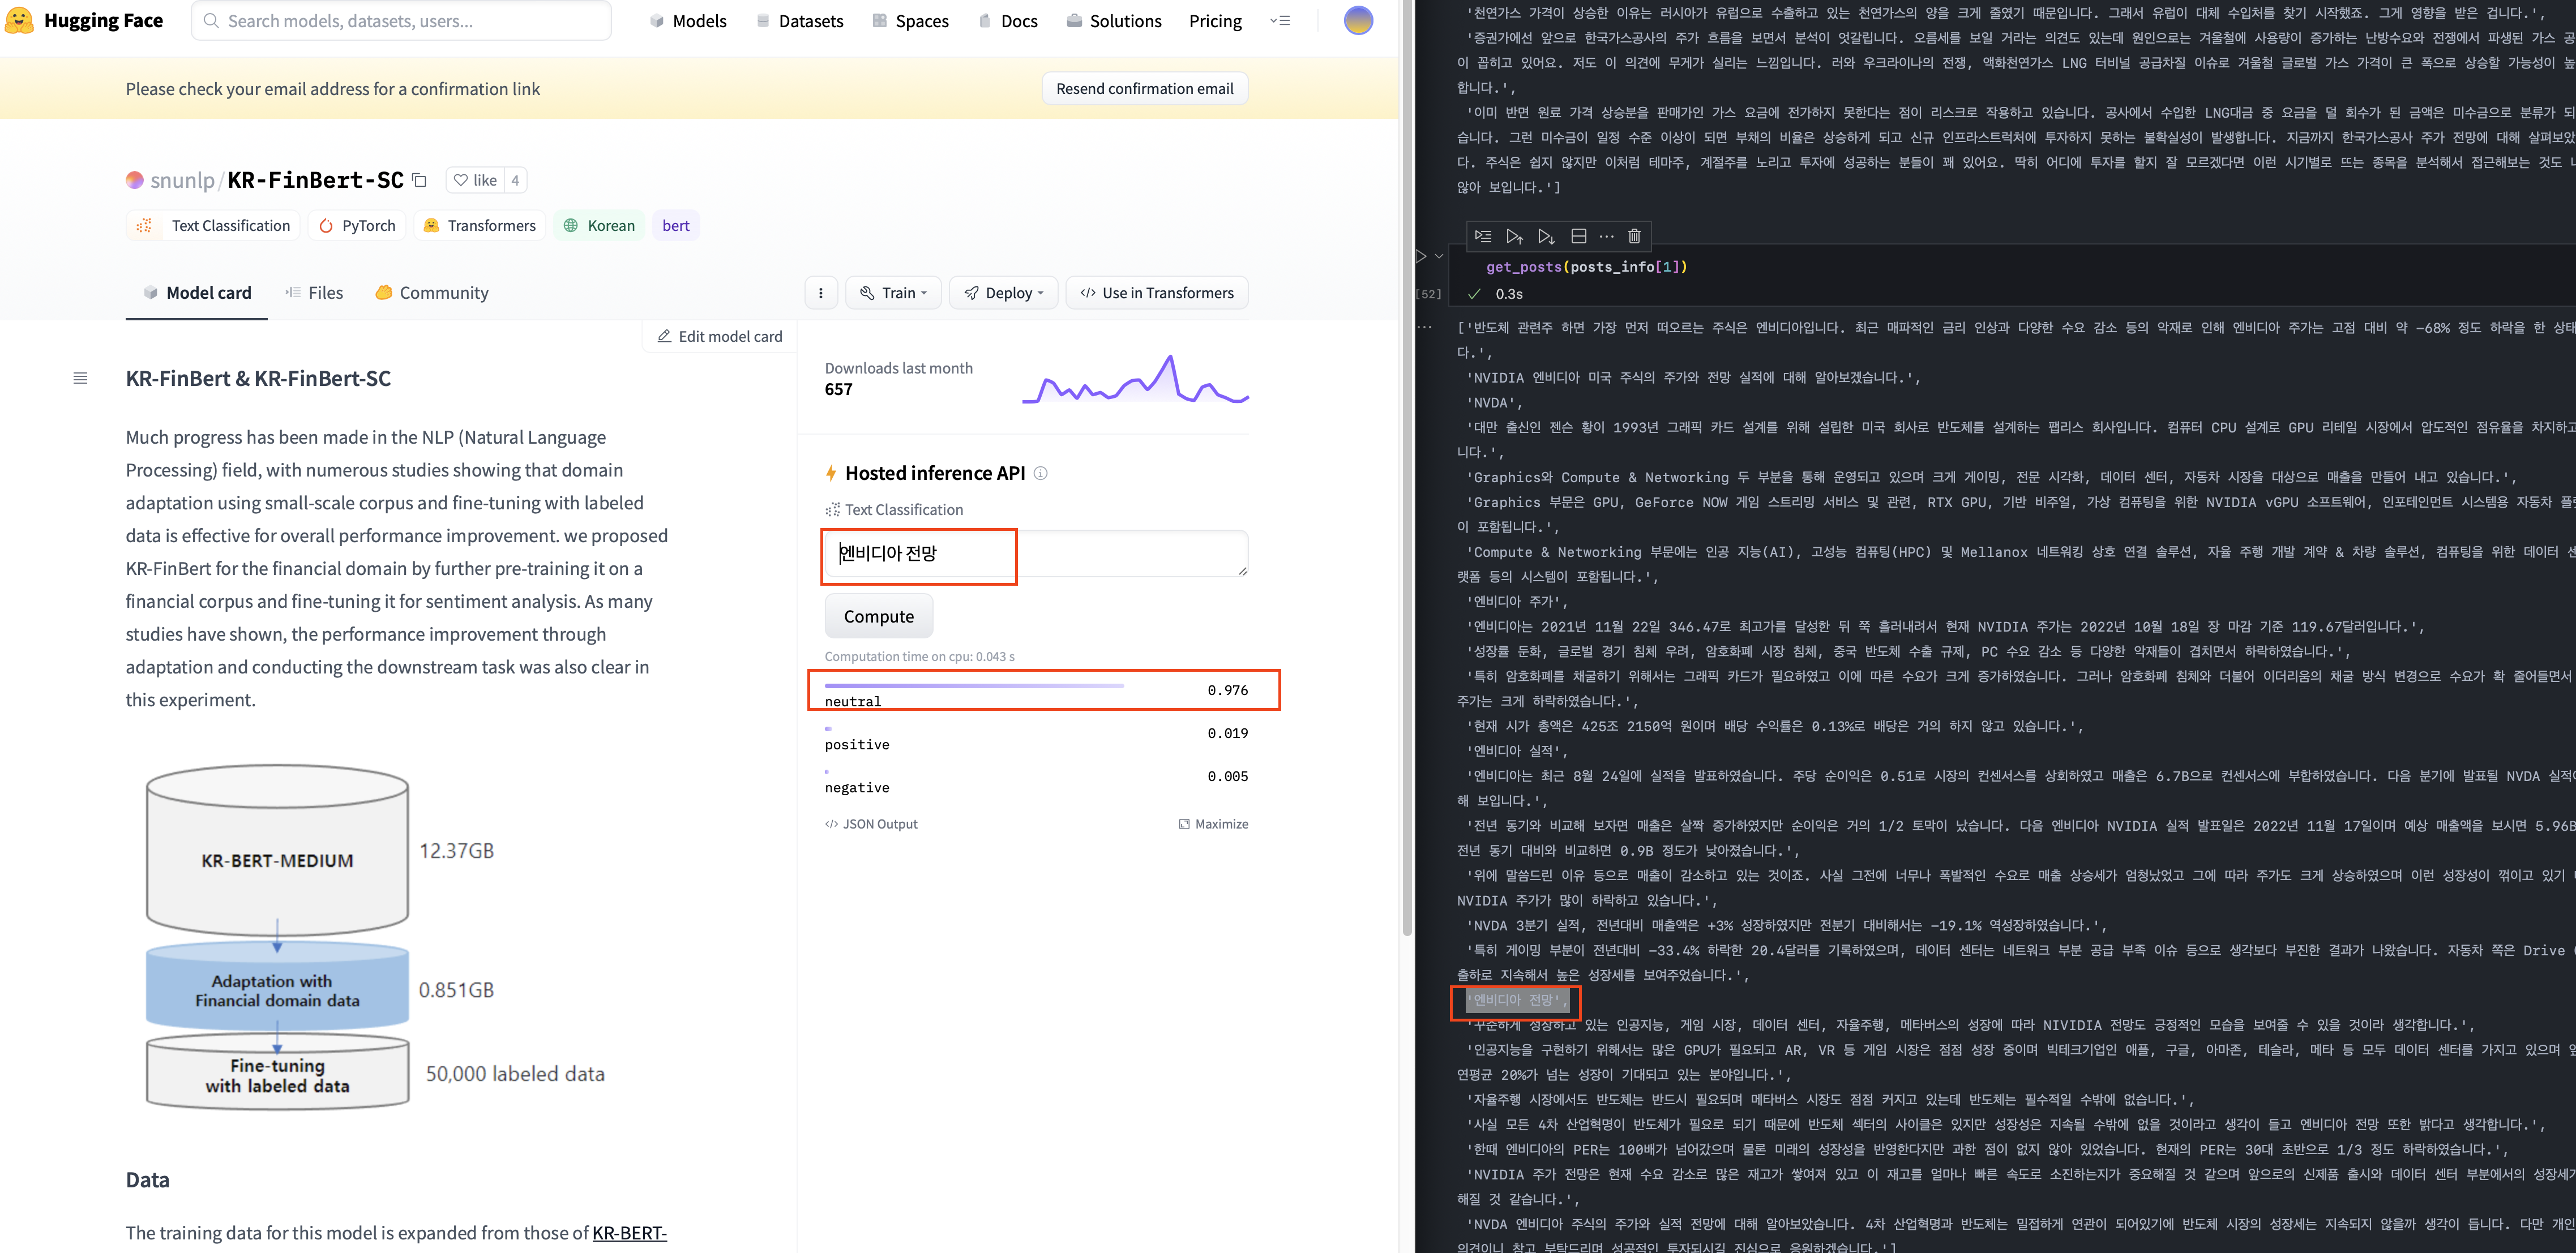 Hugging Face
Search models, datasets, users...
Models
Datasets
Spaces
Docs
Solutions
Pricing
Please check your email address for a confirmation link
Resend confirmation email
snunlp/KR-FinBert-SC
like 4
Text Classification
PyTorch
Transformers
Korean
bert
Model card
Files
Community
Train
Deploy
</> Use in Transformers
Edit model card
KR-FinBert & KR-FinBert-SC
Much progress has been made in the NLP (Natural Language
Processing) field, with numerous studies showing that domain
adaptation using small-scale corpus and fine-tuning with labeled
data is effective for overall performance improvement. we proposed
KR-FinBert for the financial domain by further pre-training it on a
financial corpus and fine-tuning it for sentiment analysis. As many
studies have shown, the performance improvement through
adaptation and conducting the downstream task was also clear in
this experiment.
KR-BERT-MEDIUM
12.37GB
Adaptation with
Financial domain data
0.851GB
Fine-tuning
with labeled data
50,000 labeled data
Data
The training data for this model is expanded from those of KR-BERT-
Downloads last month
657
Hosted inference API
Text Classification
엔비디아 전망
Compute
Computation time on cpu: 0.043 s
neutral 0.976
positive 0.019
negative 0.005
</> JSON Output
Maximize
'천연가스 가격이 상승한 이유는 러시아가 유럽으로 수출하고 있는 천연가스의 양을 크게 줄였기 때문입니다. 그래서 유럽이 대체 수입처를 찾기 시작했죠. 그게 영향을 받은 겁니다.',
'증권가에선 앞으로 한국가스공사의 주가 흐름을 보면서 분석이 엇갈립니다. 오름세를 보일 거라는 의견도 있는데 원인으로는 겨울철에 사용량이 증가하는 난방수요와 전쟁에서 파생된 가스 공
이 꼽히고 있어요. 저도 이 의견에 무게가 실리는 느낌입니다. 러와 우크라이나의 전쟁, 액화천연가스 LNG 터비널 공급차질 이슈로 겨울철 글로벌 가스 가격이 큰 폭으로 상승할 가능성이 높
합니다.',
'이미 반면 원료 가격 상승분을 판매가인 가스 요금에 전가하지 못한다는 점이 리스크로 작용하고 있습니다. 공사에서 수입한 LNG대금 중 요금을 덜 회수가 된 금액은 미수금으로 분류가 되
습니다. 그런 미수금이 일정 수준 이상이 되면 부채의 비율은 상승하게 되고 신규 인프라스트럭처에 투자하지 못하는 불확실성이 발생합니다. 지금까지 한국가스공사 주가 전망에 대해 살펴보았
다. 주식은 쉽지 않지만 이처럼 테마주, 계절주를 노리고 투자에 성공하는 분들이 꽤 있어요. 딱히 어디에 투자를 할지 잘 모르겠다면 이런 시기별로 뜨는 종목을 분석해서 접근해보는 것도 나
않아 보입니다.']
get_posts(posts_info[1])
[52]
0.3s
['반도체 관련주 하면 가장 먼저 떠오르는 주식은 엔비디아입니다. 최근 매파적인 금리 인상과 다양한 수요 감소 등의 악재로 인해 엔비디아 주가는 고점 대비 약 -68% 정도 하락을 한 상태
다.',
'NVIDIA 엔비디아 미국 주식의 주가와 전망 실적에 대해 알아보겠습니다.',
'NVDA',
'대만 출신인 젠슨 황이 1993년 그래픽 카드 설계를 위해 설립한 미국 회사로 반도체를 설계하는 팹리스 회사입니다. 컴퓨터 CPU 설계로 GPU 리테일 시장에서 압도적인 점유율을 차지하고
니다.',
'Graphics와 Compute & Networking 두 부분을 통해 운영되고 있으며 크게 게이밍, 전문 시각화, 데이터 센터, 자동차 시장을 대상으로 매출을 만들어 내고 있습니다.',
'Graphics 부문은 GPU, GeForce NOW 게임 스트리밍 서비스 및 관련, RTX GPU, 기반 비주얼, 가상 컴퓨팅을 위한 NVIDIA vGPU 소프트웨어, 인포테인먼트 시스템용 자동차 플랫
이 포함됩니다.',
'Compute & Networking 부문에는 인공 지능(AI), 고성능 컴퓨팅(HPC) 및 Mellanox 네트워킹 상호 연결 솔루션, 자율 주행 개발 계약 & 차량 솔루션, 컴퓨팅을 위한 데이터 센
랫폼 등의 시스템이 포함됩니다.',
'엔비디아 주가',
'엔비디아는 2021년 11월 22일 346.47로 최고가를 달성한 뒤 쭉 흘러내려서 현재 NVIDIA 주가는 2022년 10월 18일 장 마감 기준 119.67달러입니다.',
'성장률 둔화, 글로벌 경기 침체 우려, 암호화폐 시장 침체, 중국 반도체 수출 규제, PC 수요 감소 등 다양한 악재들이 겹치면서 하락하였습니다.',
'특히 암호화폐를 채굴하기 위해서는 그래픽 카드가 필요하였고 이에 따른 수요가 크게 증가하였습니다. 그러나 암호화폐 침체와 더불어 이더리움의 채굴 방식 변경으로 수요가 확 줄어들면서
주가는 크게 하락하였습니다.',
'현재 시가 총액은 425조 2150억 원이며 배당 수익률은 0.13%로 배당은 거의 하지 않고 있습니다.',
'엔비디아 실적',
'엔비디아는 최근 8월 24일에 실적을 발표하였습니다. 주당 순이익은 0.51로 시장의 컨센서스를 상회하였고 매출은 6.7B으로 컨센서스에 부합하였습니다. 다음 분기에 발표될 NVDA 실적이
해 보입니다.',
'전년 동기와 비교해 보자면 매출은 살짝 증가하였지만 순이익은 거의 1/2 토막이 났습니다. 다음 엔비디아 NVIDIA 실적 발표일은 2022년 11월 17일이며 예상 매출액을 보시면 5.96B
전년 동기 대비와 비교하면 0.9B 정도가 낮아졌습니다.',
'위에 말씀드린 이유 등으로 매출이 감소하고 있는 것이죠. 사실 그전에 너무나 폭발적인 수요로 매출 상승세가 엄청났었고 그에 따라 주가도 크게 상승하였으며 이런 성장성이 꺾이고 있기
NVIDIA 주가가 많이 하락하고 있습니다.',
'NVDA 3분기 실적, 전년대비 매출액은 +3% 성장하였지만 전분기 대비해서는 -19.1% 역성장하였습니다.',
'특히 게이밍 부분이 전년대비 -33.4% 하락한 20.4달러를 기록하였으며, 데이터 센터는 네트워크 부분 공급 부족 이슈 등으로 생각보다 부진한 결과가 나왔습니다. 자동차 쪽은 Drive
출하로 지속해서 높은 성장세를 보여주었습니다.',
'엔비디아 전망',
'꾸준하게 성장하고 있는 인공지능, 게임 시장, 데이터 센터, 자율주행, 메타버스의 성장에 따라 NIVIDIA 전망도 긍정적인 모습을 보여줄 수 있을 것이라 생각합니다.',
'인공지능을 구현하기 위해서는 많은 GPU가 필요되고 AR, VR 등 게임 시장은 점점 성장 중이며 빅테크기업인 애플, 구글, 아마존, 테슬라, 메타 등 모두 데이터 센터를 가지고 있으며 앞
연평균 20%가 넘는 성장이 기대되고 있는 분야입니다.',
'자율주행 시장에서도 반도체는 반드시 필요되며 메타버스 시장도 점점 커지고 있는데 반도체는 필수적일 수밖에 없습니다.',
'사실 모든 4차 산업혁명이 반도체가 필요로 되기 때문에 반도체 섹터의 사이클은 있지만 성장성은 지속될 수밖에 없을 것이라고 생각이 들고 엔비디아 전망 또한 밝다고 생각합니다.',
'한때 엔비디아의 PER는 100배가 넘어갔으며 물론 미래의 성장성을 반영한다지만 과한 점이 없지 않아 있었습니다. 현재의 PER는 30대 초반으로 1/3 정도 하락하였습니다.',
'NVIDIA 주가 전망은 현재 수요 감소로 많은 재고가 쌓여져 있고 이 재고를 얼마나 빠른 속도로 소진하는지가 중요해질 것 같으며 앞으로의 신제품 출시와 데이터 센터 부분에서의 성장세가
해질 것 같습니다.',
'NVDA 엔비디아 주식의 주가와 실적 전망에 대해 알아보았습니다. 4차 산업혁명과 반도체는 밀접하게 연관이 되어있기에 반도체 시장의 성장세는 지속되지 않을까 생각이 듭니다. 다만 개인
의견이니 참고 부탁드리며 성공적인 투자되시길 진심으로 응원하겠습니다.']